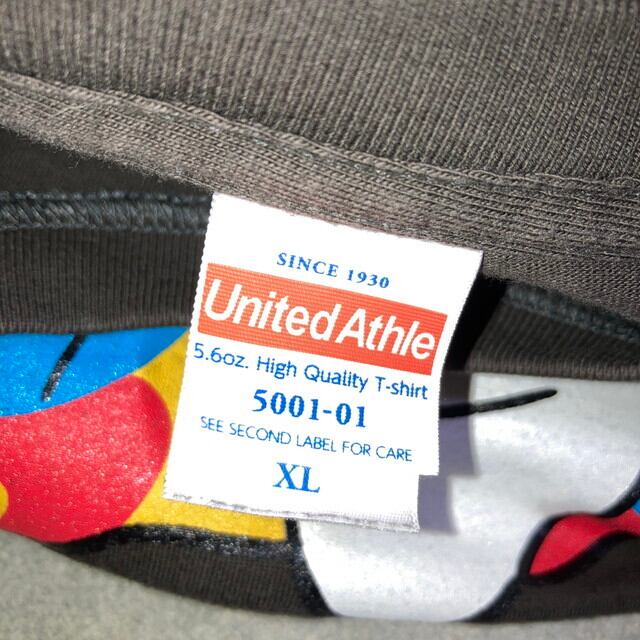 SINCE 1930
United Athle
5.6oz. High Quality T-shirt
5001-01
SEE SECOND LABEL FOR CARE
XL